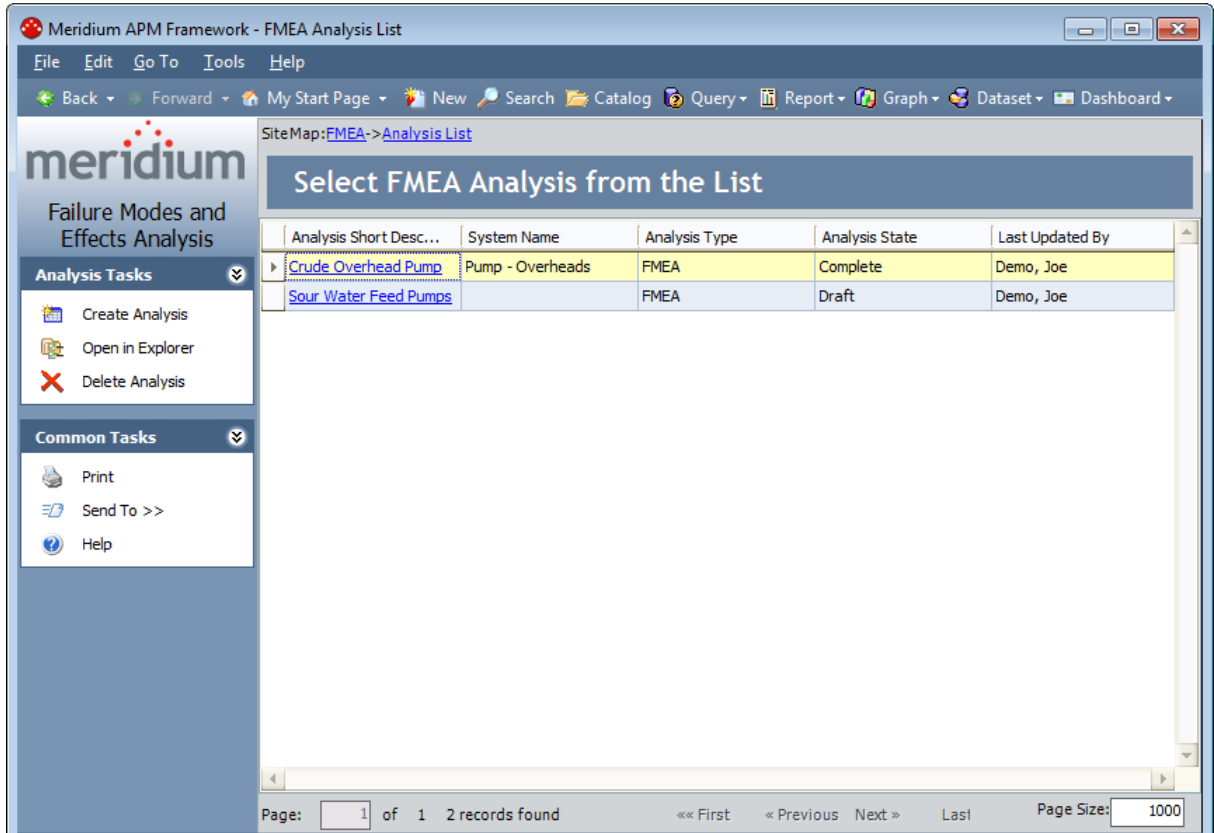 Meridium APM Framework - FMEA Analysis List
File Edit Go To Tools Help
Back Forward My Start Page New Search Catalog Query Report Graph Dataset Dashboard
meridium
Failure Modes and
Effects Analysis
Analysis Tasks
Create Analysis
Open in Explorer
Delete Analysis
Common Tasks
Print
Send To >>
Help
SiteMap:FMEA->Analysis List
Select FMEA Analysis from the List
Analysis Short Desc... System Name Analysis Type Analysis State Last Updated By
Crude Overhead Pump Pump - Overheads FMEA Complete Demo, Joe
Sour Water Feed Pumps FMEA Draft Demo, Joe
Page: 1 of 1 2 records found «« First « Previous Next » Last Page Size: 1000